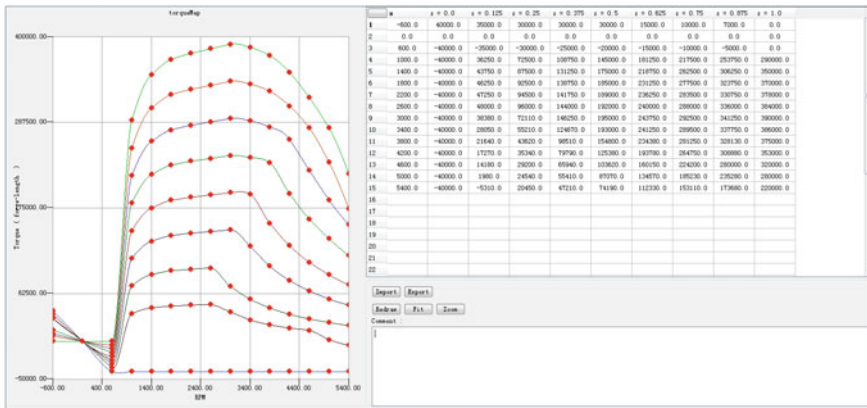 torqueMap
400000.00
287500.00
175000.00
62500.00
-50000.00
Torque ( force-length )
-600.00 400.00 1400.00 2400.00 3400.00 4400.00 5400.00
RPM
z = 0.0 z = 0.125 z = 0.25 z = 0.375 z = 0.5 z = 0.625 z = 0.75 z = 0.875 z = 1.0
1 -600.0 40000.0 35000.0 30000.0 30000.0 30000.0 15000.0 10000.0 7000.0 0.0
2 0.0 0.0 0.0 0.0 0.0 0.0 0.0 0.0 0.0 0.0
3 600.0 -40000.0 -35000.0 -30000.0 -25000.0 -20000.0 -15000.0 -10000.0 -5000.0 0.0
4 1000.0 -40000.0 36250.0 72500.0 108750.0 145000.0 181250.0 217500.0 253750.0 290000.0
5 1400.0 -40000.0 43750.0 87500.0 131250.0 175000.0 218750.0 262500.0 306250.0 350000.0
6 1800.0 -40000.0 46250.0 92500.0 138750.0 185000.0 231250.0 277500.0 323750.0 370000.0
7 2200.0 -40000.0 47250.0 94500.0 141750.0 189000.0 236250.0 283500.0 330750.0 378000.0
8 2600.0 -40000.0 48000.0 96000.0 144000.0 192000.0 240000.0 288000.0 336000.0 384000.0
9 3000.0 -40000.0 38380.0 72110.0 146250.0 195000.0 243750.0 292500.0 341250.0 390000.0
10 3400.0 -40000.0 28050.0 55210.0 124670.0 193000.0 241250.0 289500.0 337750.0 386000.0
11 3800.0 -40000.0 21640.0 43620.0 98510.0 154800.0 234380.0 281250.0 328130.0 375000.0
12 4200.0 -40000.0 17270.0 35340.0 79790.0 125380.0 193780.0 264750.0 308880.0 353000.0
13 4600.0 -40000.0 14180.0 29200.0 65940.0 103620.0 160150.0 224200.0 280000.0 320000.0
14 5000.0 -40000.0 1980.0 24540.0 55410.0 87070.0 134570.0 185230.0 235280.0 280000.0
15 5400.0 -40000.0 -5310.0 20450.0 47210.0 74190.0 112330.0 153110.0 173680.0 220000.0
16
17
18
19
20
21
22
Import Export
Redraw Fit Zoom
Comment :